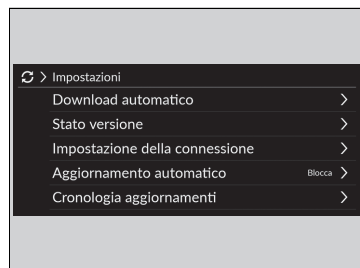 Impostazioni
Download automatico
Stato versione
Impostazione della connessione
Aggiornamento automatico Blocca
Cronologia aggiornamenti